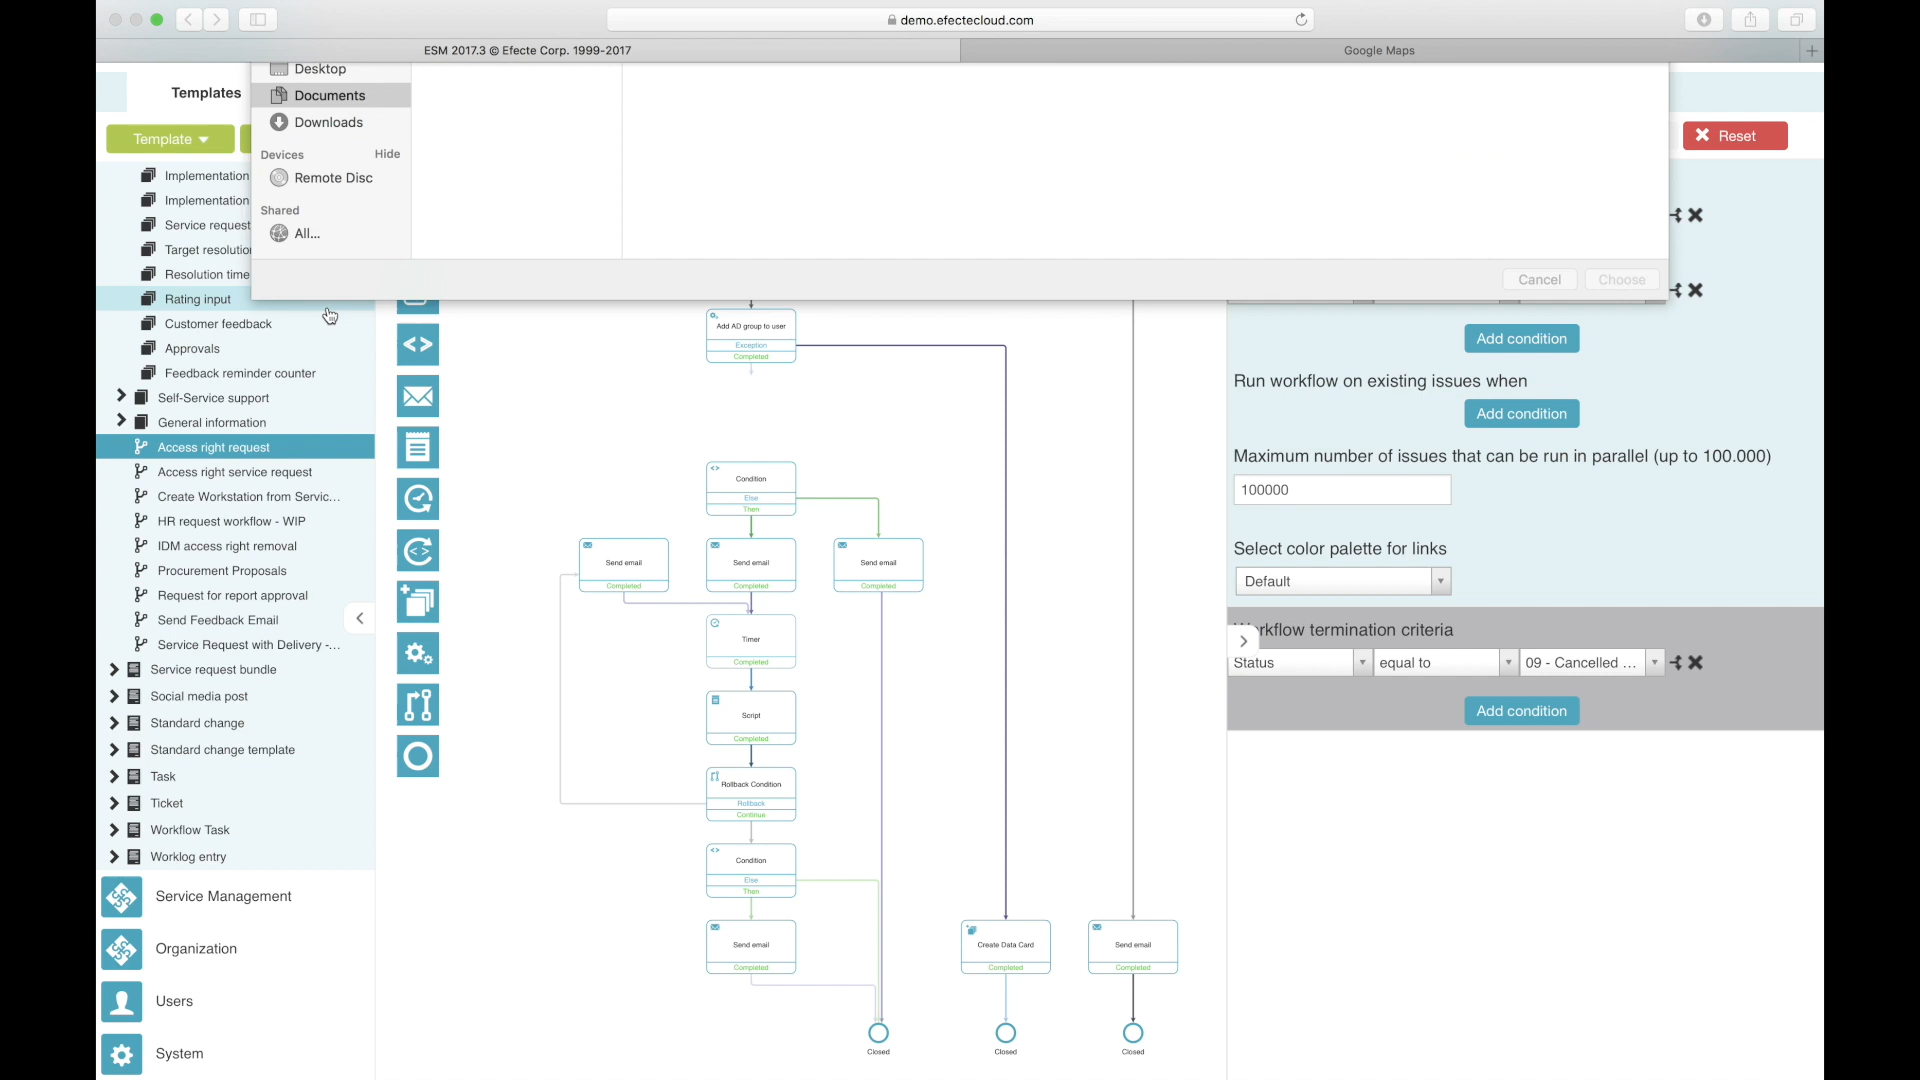 demo.efectecloud.com
ESM 2017.3 © Efecte Corp. 1999-2017
Google Maps
Templates
Template
Reset
Desktop
Documents
Downloads
Devices
Hide
Remote Disc
Shared
All...
Cancel
Choose
Implementation
Implementation
Service request
Target resolution
Resolution time
Rating input
Customer feedback
Approvals
Feedback reminder counter
Self-Service support
General information
Access right request
Access right service request
Create Workstation from Servic...
HR request workflow - WIP
IDM access right removal
Procurement Proposals
Request for report approval
Send Feedback Email
Service Request with Delivery -...
Service request bundle
Social media post
Standard change
Standard change template
Task
Ticket
Workflow Task
Worklog entry
Service Management
Organization
Users
System
Add AD group to user
Exception
Completed
Condition
Else
Then
Send email
Completed
Send email
Completed
Send email
Completed
Timer
Completed
Script
Completed
Rollback Condition
Rollback
Continue
Condition
Else
Then
Send email
Completed
Create Data Card
Completed
Send email
Completed
Closed
Closed
Closed
Add condition
Run workflow on existing issues when
Add condition
Maximum number of issues that can be run in parallel (up to 100.000)
100000
Select color palette for links
Default
Workflow termination criteria
Status
equal to
09 - Cancelled ...
Add condition